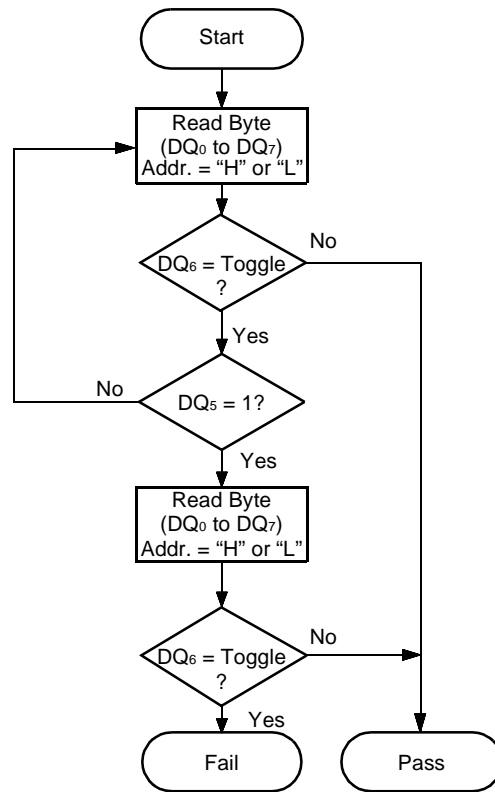 Start
Read Byte
(DQ0 to DQ7)
Addr. = “H” or “L”
No
DQ6 = Toggle
?
Yes
No
DQ5 = 1?
Yes
Read Byte
(DQ0 to DQ7)
Addr. = “H” or “L”
No
DQ6 = Toggle
?
Yes
Fail
Pass